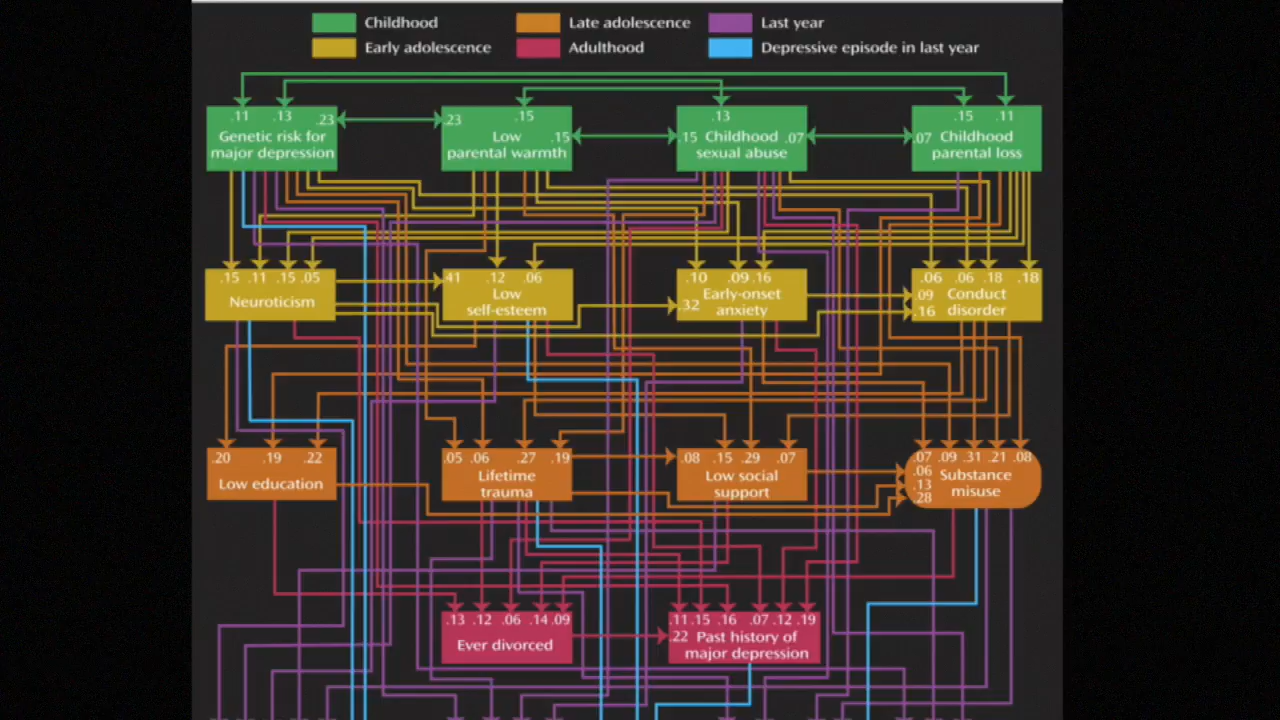 Childhood
Late adolescence
Last year
Early adolescence
Adulthood
Depressive episode in last year
.11 .13 .23
Genetic risk for
major depression
.23 .15 .15
Low
parental warmth
.13 .15 .07
Childhood
sexual abuse
.15 .11 .07
Childhood
parental loss
.15 .11 .15 .05
Neuroticism
.41 .12 .06
Low
self-esteem
.10 .09 .16
.32
Early-onset
anxiety
.06 .06 .18 .18
.09
.16
Conduct
disorder
.20 .19 .22
Low education
.05 .06 .27 .19
Lifetime
trauma
.08 .15 .29 .07
Low social
support
.07 .09 .31 .21 .08
.06
.13
.28
Substance
misuse
.13 .12 .06 .14 .09
Ever divorced
.11 .15 .16 .07 .12 .19
.22
Past history of
major depression